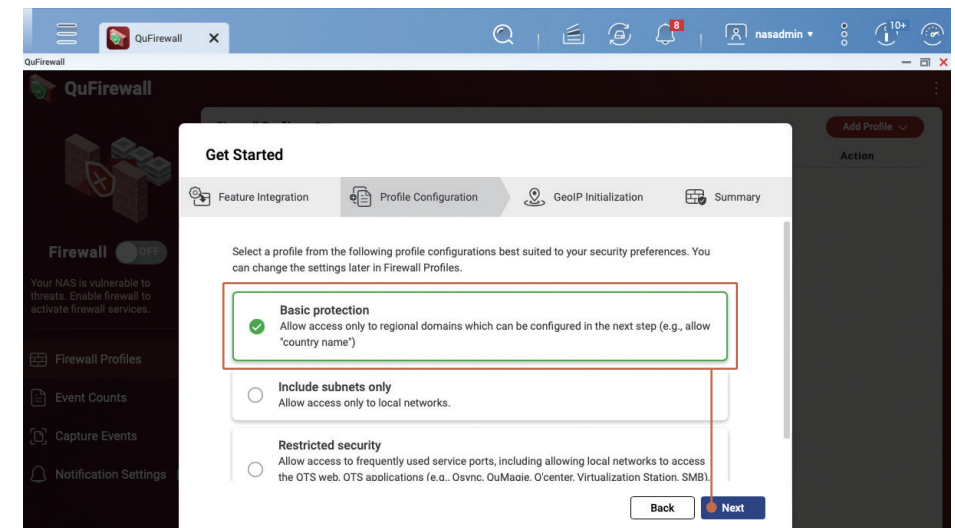 QuFirewall
8
nasadmin
10+
QuFirewall
QuFirewall
Add Profile
Action
Get Started
Feature Integration
Profile Configuration
GeoIP Initialization
Summary
Firewall
OFF
Your NAS is vulnerable to
threats. Enable firewall to
activate firewall services.
Firewall Profiles
Event Counts
Capture Events
Notification Settings
Select a profile from the following profile configurations best suited to your security preferences. You
can change the settings later in Firewall Profiles.
Basic protection
Allow access only to regional domains which can be configured in the next step (e.g., allow
"country name")
Include subnets only
Allow access only to local networks.
Restricted security
Allow access to frequently used service ports, including allowing local networks to access
the QTS web, QTS applications (e.g., Qsync, QuMagie, Q'center, Virtualization Station, SMB),
Back
Next